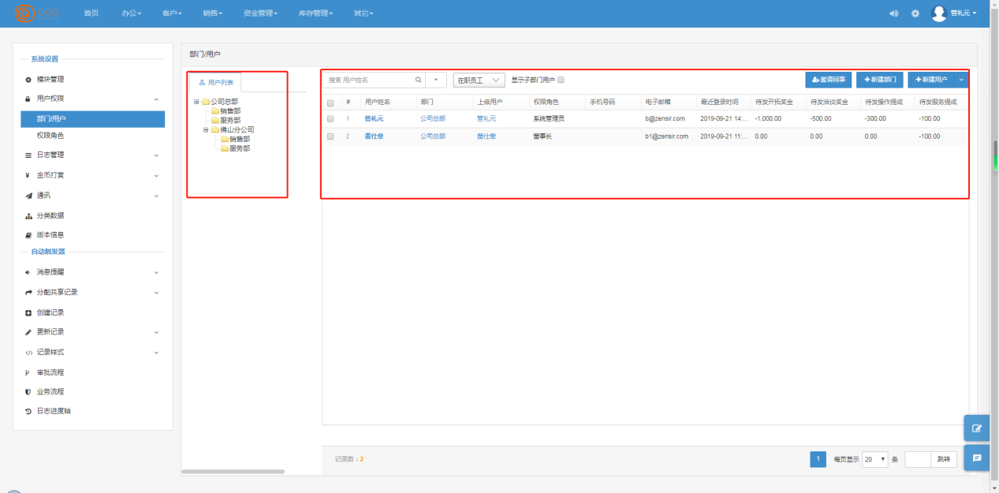 首页 办公 客户 销售 资金管理 库存管理 其它 管礼元
系统设置
模块管理
用户权限
部门/用户
权限角色
日志管理
金币打赏
通讯
分类数据
版本信息
自动触发器
消息提醒
分配共享记录
创建记录
更新记录
记录样式
审批流程
业务流程
日志进度轴
部门/用户
用户列表
公司总部
销售部
服务部
佛山分公司
销售部
服务部
搜索 用户姓名 在职员工 显示子部门用户 邀请同事 +新建部门 +新建用户
# 用户姓名 部门 上级用户 权限角色 手机号码 电子邮箱 最近登录时间 待发开拓奖金 待发洽谈奖金 待发操作提成 待发服务提成
1 管礼元 公司总部 管礼元 系统管理员 b@zensir.com 2019-09-21 14:... -1,000.00 -500.00 -300.00 -100.00
2 董仕章 公司总部 董仕章 董事长 b1@zensir.com 2019-09-21 11:... 0.00 0.00 0.00 -100.00
记录数：2 1 每页显示 20 条 跳转